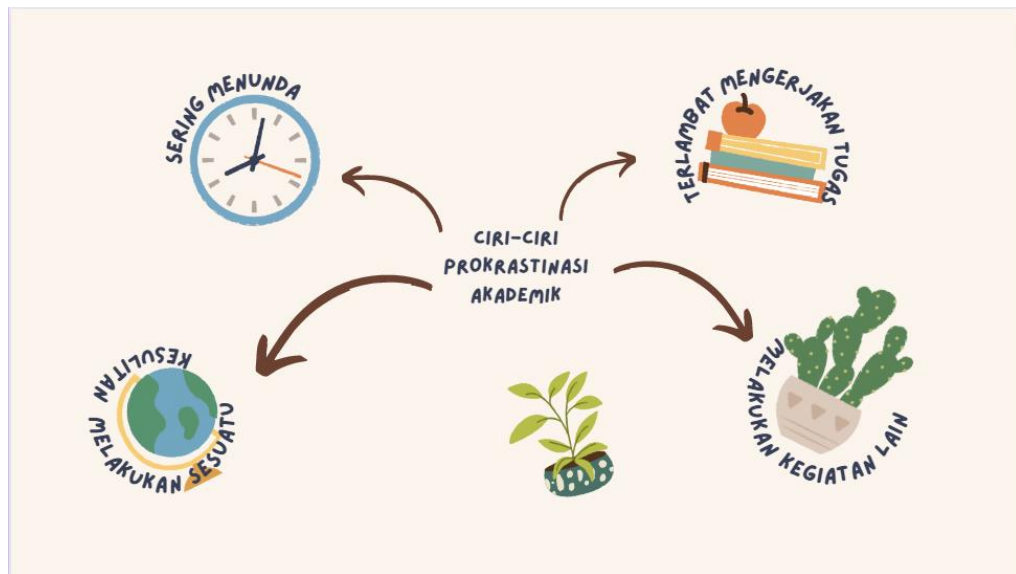 SERING MENUNDA
TERLAMBAT MENGERJAKAN TUGAS
CIRI-CIRI
PROKRASTINASI
AKADEMIK
KESULITAN MELAKUKAN SESUATU
MELAKUKAN KEGIATAN LAIN